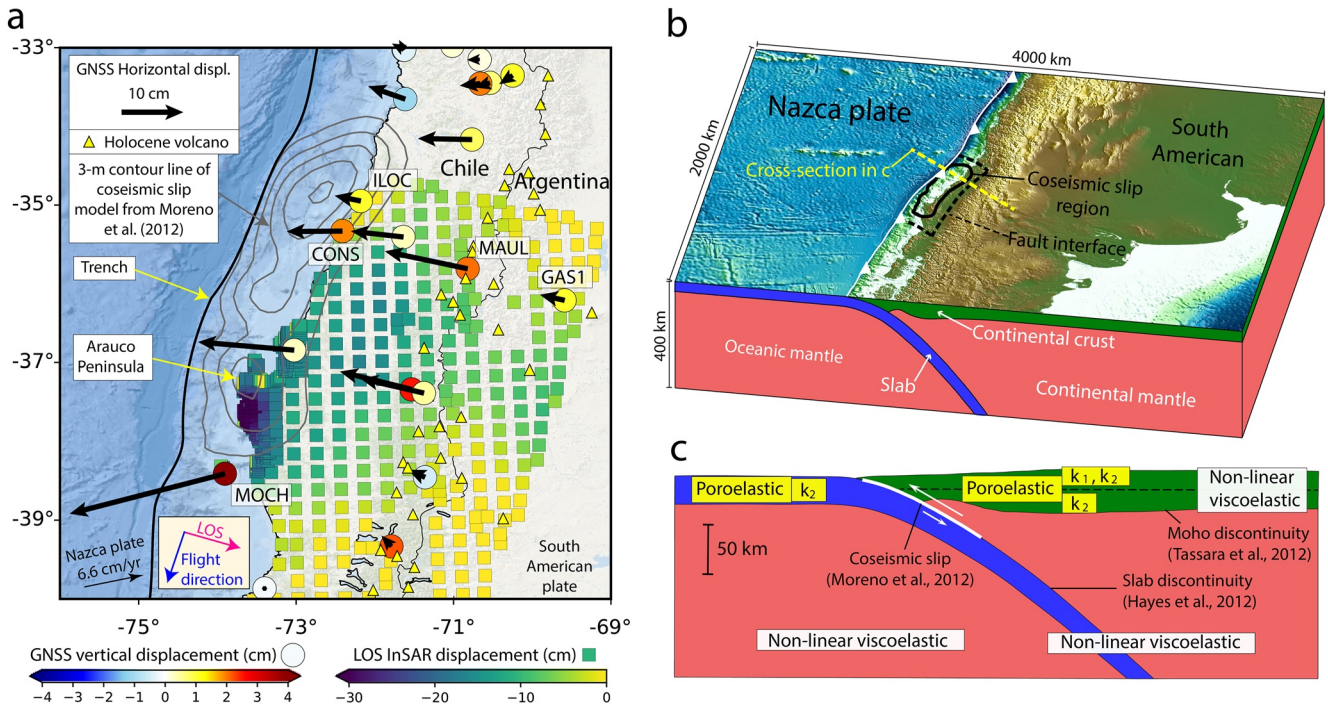 a
-33°
-35°
-37°
-39°
-75°
-73°
-71°
-69°
GNSS Horizontal displ.
10 cm
Holocene volcano
3-m contour line of
coseismic slip
model from Moreno
et al. (2012)
Trench
Arauco
Peninsula
Chile
Argentina
ILOC
CONS
MAUL
GAS1
MOCH
LOS
Flight
direction
Nazca plate
6.6 cm/yr
South
American
plate
GNSS vertical displacement (cm)
−4 −3 −2 −1 0 1 2 3 4
LOS InSAR displacement (cm)
−30 −20 −10 0
b
4000 km
2000 km
400 km
Nazca plate
South
American
Cross-section in c
Coseismic slip
region
Fault interface
Continental crust
Oceanic mantle
Slab
Continental mantle
c
Poroelastic
k2
Poroelastic
k1, k2
k2
Non-linear
viscoelastic
50 km
Coseismic slip
(Moreno et al., 2012)
Moho discontinuity
(Tassara et al., 2012)
Slab discontinuity
(Hayes et al., 2012)
Non-linear viscoelastic
Non-linear viscoelastic